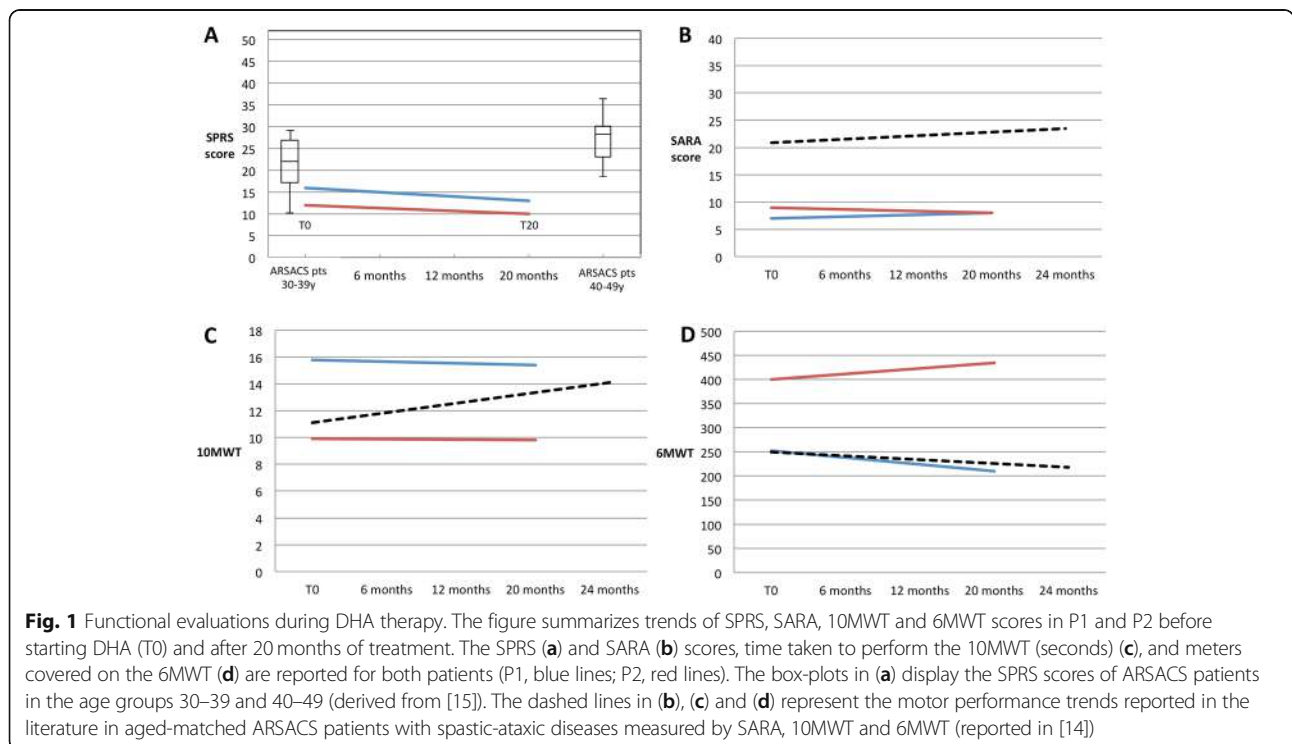 A
50
45
40
35
30
25
20
15
10
5
0
SPRS
score
T0
T20
ARSACS pts
30-39y
6 months
12 months
20 months
ARSACS pts
40-49y
B
40
35
30
25
20
15
10
5
0
SARA
score
T0
6 months
12 months
20 months
24 months
C
18
16
14
12
10
8
6
4
2
0
10MWT
T0
6 months
12 months
20 months
24 months
D
500
450
400
350
300
250
200
150
100
50
0
6MWT
T0
6 months
12 months
20 months
24 months
Fig. 1 Functional evaluations during DHA therapy. The figure summarizes trends of SPRS, SARA, 10MWT and 6MWT scores in P1 and P2 before
starting DHA (T0) and after 20 months of treatment. The SPRS (a) and SARA (b) scores, time taken to perform the 10MWT (seconds) (c), and meters
covered on the 6MWT (d) are reported for both patients (P1, blue lines; P2, red lines). The box-plots in (a) display the SPRS scores of ARSACS patients
in the age groups 30–39 and 40–49 (derived from [15]). The dashed lines in (b), (c) and (d) represent the motor performance trends reported in the
literature in aged-matched ARSACS patients with spastic-ataxic diseases measured by SARA, 10MWT and 6MWT (reported in [14])